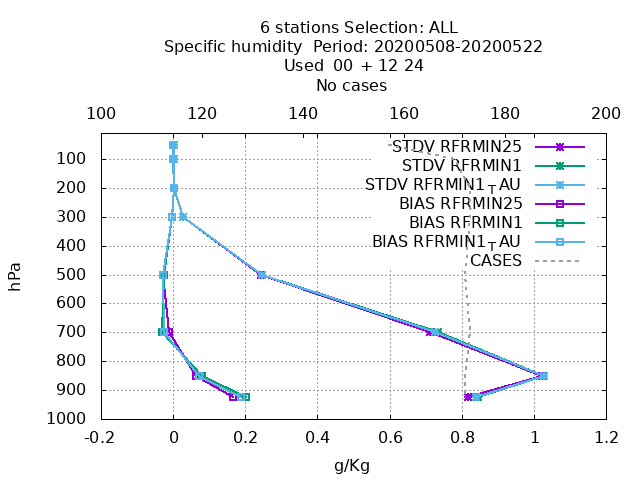 6 stations Selection: ALL
Specific humidity  Period: 20200508-20200522
Used  00  + 12 24
No cases
100 120 140 160 180 200
STDV RFRMIN25
STDV RFRMIN1
STDV RFRMIN1TAU
BIAS RFRMIN25
BIAS RFRMIN1
BIAS RFRMIN1TAU
CASES
hPa
100
200
300
400
500
600
700
800
900
1000
-0.2 0 0.2 0.4 0.6 0.8 1 1.2
g/Kg